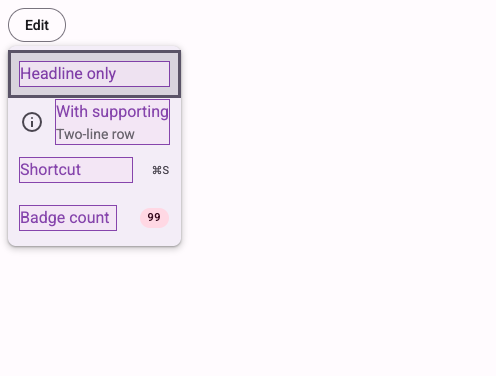 Edit
Headline only
With supporting
Two-line row
Shortcut ⌘S
Badge count 99